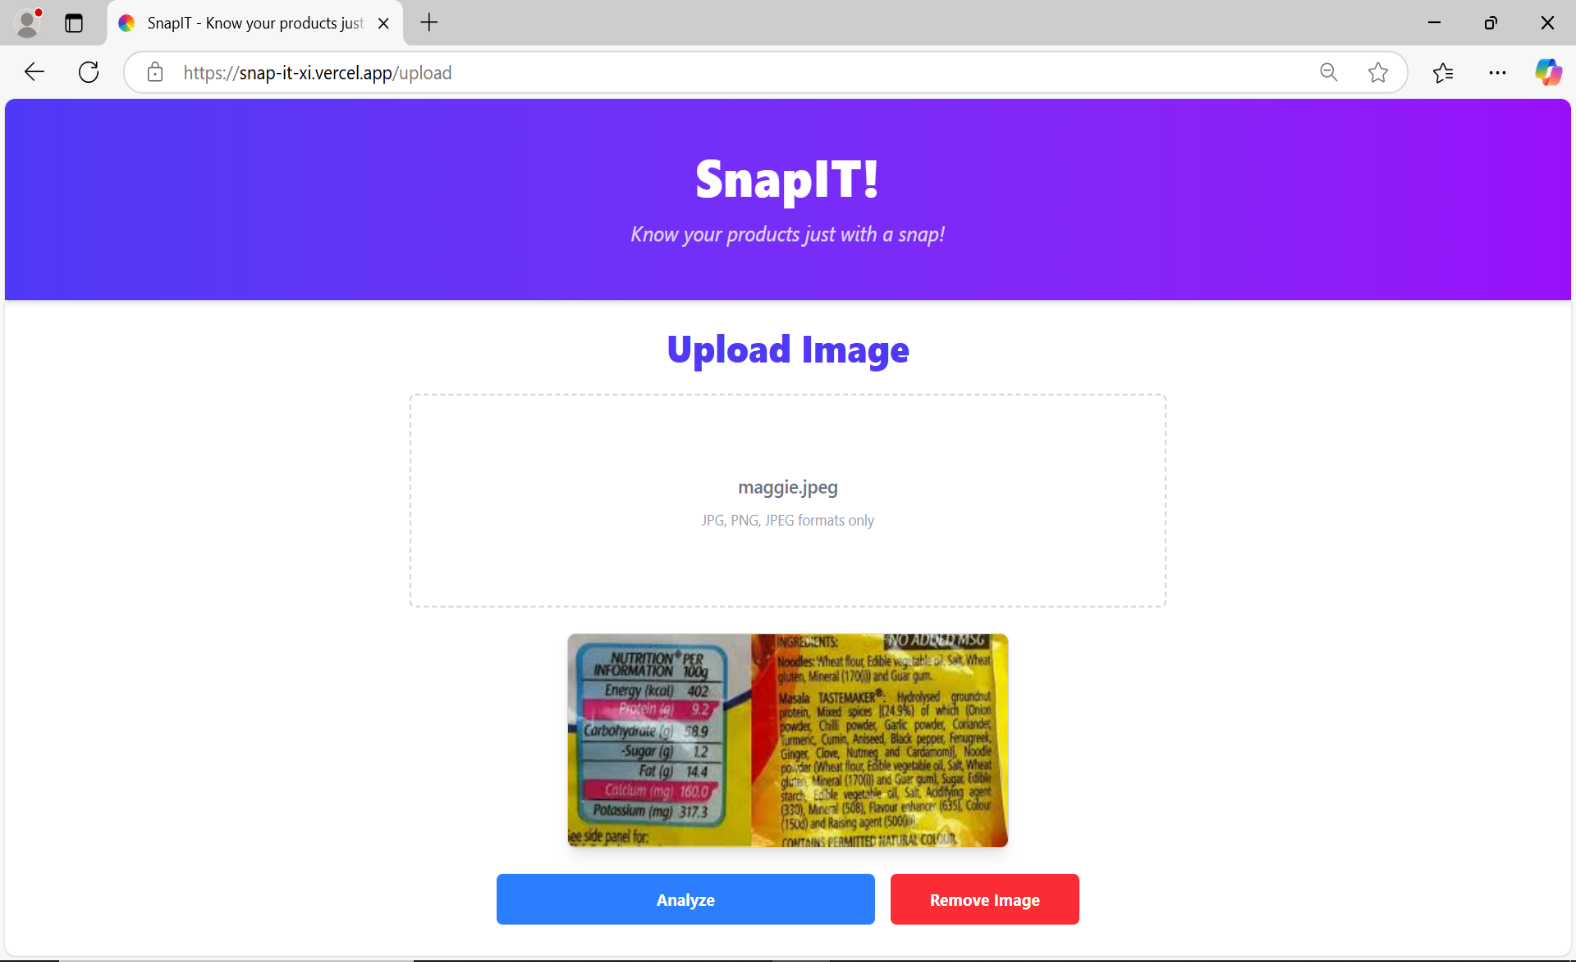 SnapIT - Know your products just
https://snap-it-xi.vercel.app/upload
SnapIT!
Know your products just with a snap!
Upload Image
maggie.jpeg
JPG, PNG, JPEG formats only
NUTRITION PER
INFORMATION 100g
Energy (kcal) 402
Protein (g) 9.2
Carbohydrate (g) 58.9
-Sugar (g) 1.2
Fat (g) 14.4
Calcium (mg) 160.0
Potassium (mg) 317.3
See side panel for:
NO ADDED MSG
INGREDIENTS:
Noodles: Wheat flour, Edible vegetable oil, Salt, Wheat
gluten, Mineral (170(i)) and Guar gum.
Masala TASTEMAKER®: Hydrolysed groundnut
protein, Mixed spices [(24.9%) of which (Onion
powder, Chilli powder, Garlic powder, Coriander,
Turmeric, Cumin, Aniseed, Black pepper, Fenugreek,
Ginger, Clove, Nutmeg and Cardamom)], Noodle
powder (Wheat flour, Edible vegetable oil, Salt, Wheat
gluten, Mineral (170(i)) and Guar gum), Sugar, Edible
starch, Edible vegetable oil, Salt, Acidifying agent
(330), Mineral (508), Flavour enhancer (635), Colour
(150d) and Raising agent (500(ii)).
CONTAINS PERMITTED NATURAL COLOUR
Analyze
Remove Image